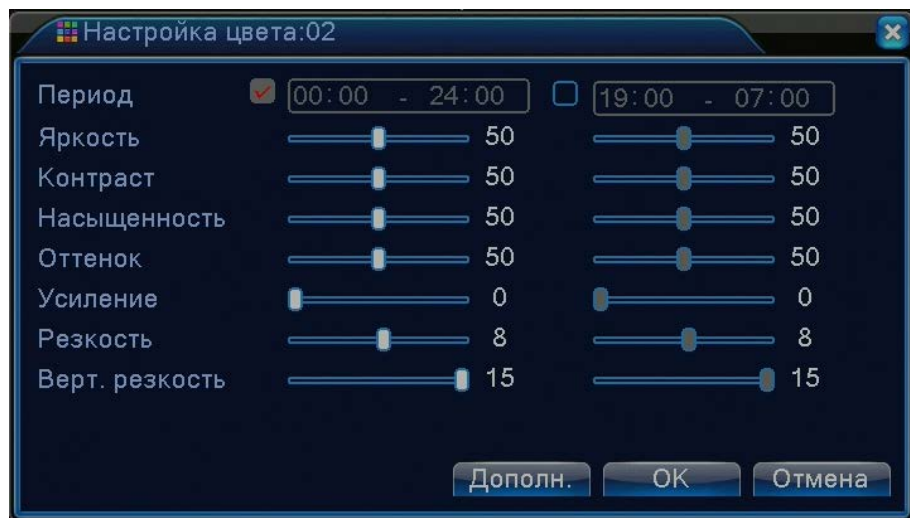 Настройка цвета:02
Период 00:00 - 24:00 19:00 - 07:00
Яркость 50 50
Контраст 50 50
Насыщенность 50 50
Оттенок 50 50
Усиление 0 0
Резкость 8 8
Верт. резкость 15 15
Дополн. OK Отмена